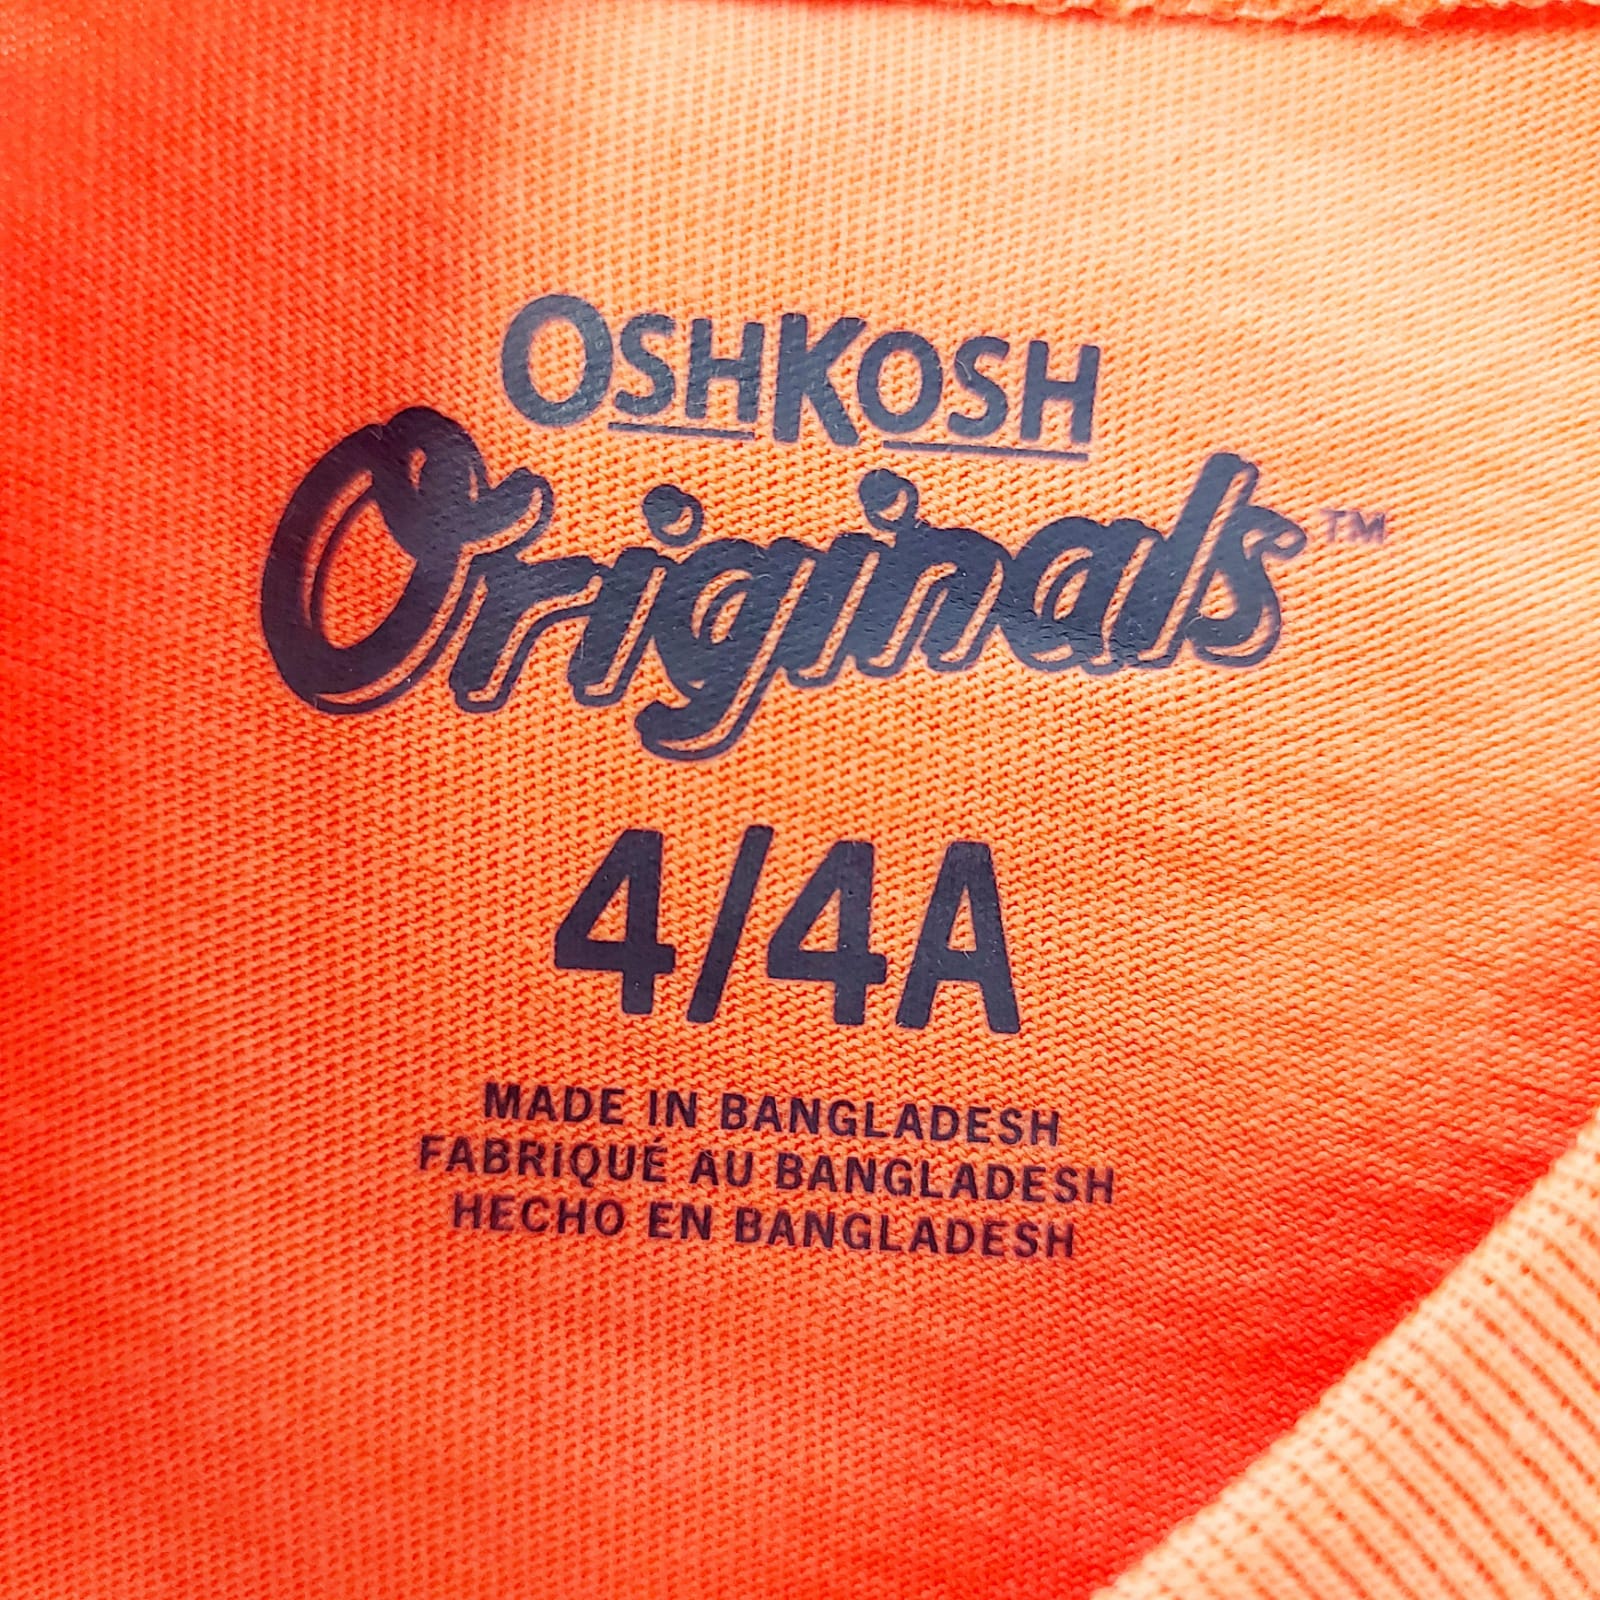 OSHKOSH
Originals™
4/4A
MADE IN BANGLADESH
FABRIQUÉ AU BANGLADESH
HECHO EN BANGLADESH